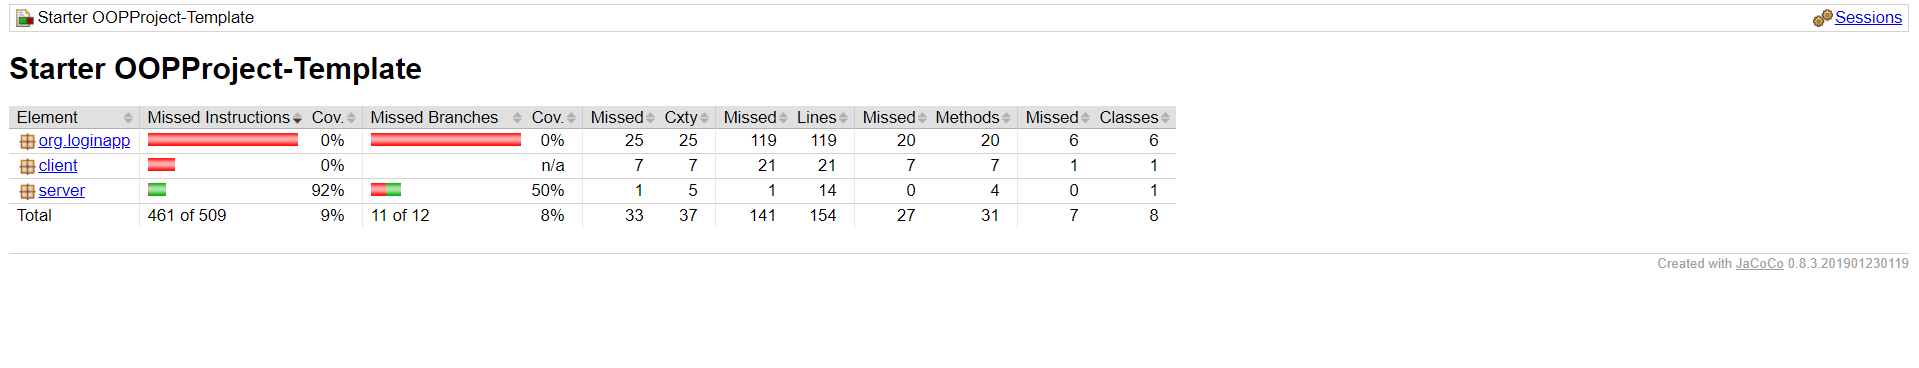 Starter OOPProject-Template Sessions
Starter OOPProject-Template
Element Missed Instructions Cov. Missed Branches Cov. Missed Cxty Missed Lines Missed Methods Missed Classes
org.loginapp 0% 0% 25 25 119 119 20 20 6 6
client 0% n/a 7 7 21 21 7 7 1 1
server 92% 50% 1 5 1 14 0 4 0 1
Total 461 of 509 9% 11 of 12 8% 33 37 141 154 27 31 7 8
Created with JaCoCo 0.8.3.201901230119